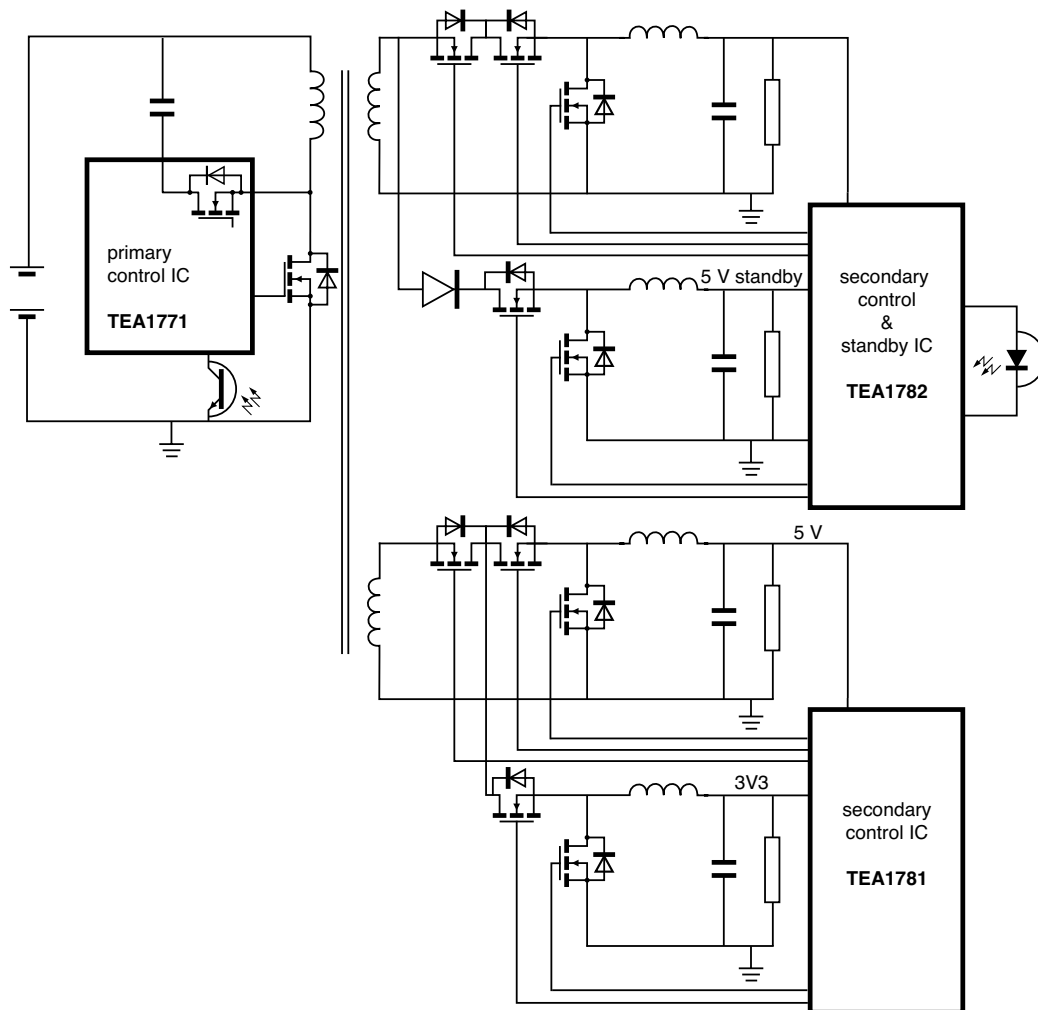 primary
control IC
TEA1771
5 V standby
secondary
control
&
standby IC
TEA1782
5 V
3V3
secondary
control IC
TEA1781